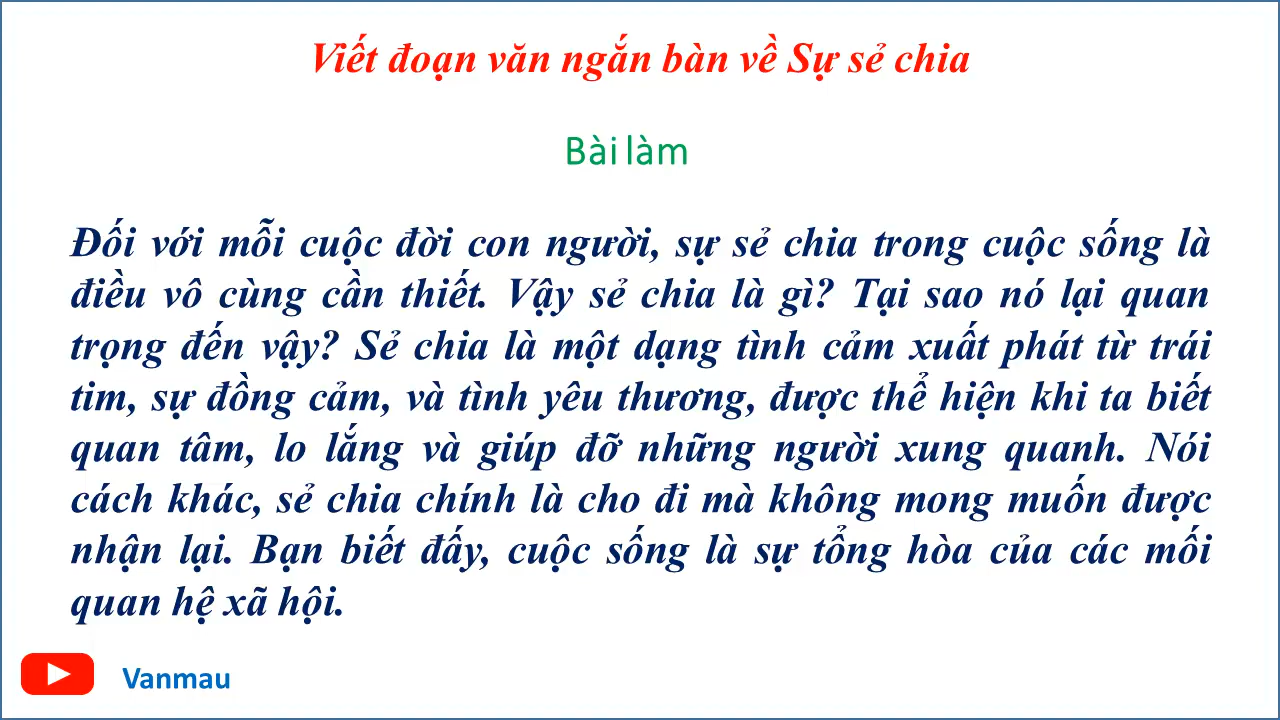 Viết đoạn văn ngắn bàn về Sự sẻ chia
Bài làm
Đối với mỗi cuộc đời con người, sự sẻ chia trong cuộc sống là
điều vô cùng cần thiết. Vậy sẻ chia là gì? Tại sao nó lại quan
trọng đến vậy? Sẻ chia là một dạng tình cảm xuất phát từ trái
tim, sự đồng cảm, và tình yêu thương, được thể hiện khi ta biết
quan tâm, lo lắng và giúp đỡ những người xung quanh. Nói
cách khác, sẻ chia chính là cho đi mà không mong muốn được
nhận lại. Bạn biết đấy, cuộc sống là sự tổng hòa của các mối
quan hệ xã hội.
Vanmau